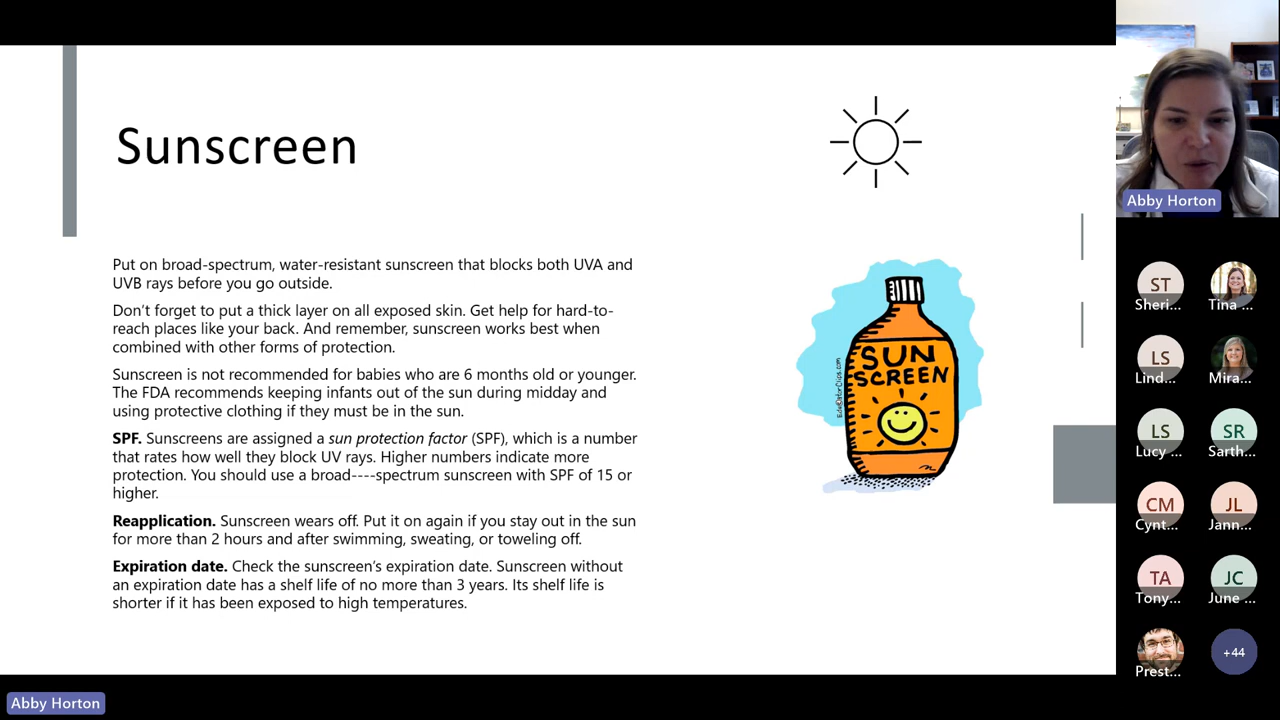 Sunscreen
Put on broad-spectrum, water-resistant sunscreen that blocks both UVA and
UVB rays before you go outside.
Don’t forget to put a thick layer on all exposed skin. Get help for hard-to-
reach places like your back. And remember, sunscreen works best when
combined with other forms of protection.
Sunscreen is not recommended for babies who are 6 months old or younger.
The FDA recommends keeping infants out of the sun during midday and
using protective clothing if they must be in the sun.
SPF. Sunscreens are assigned a sun protection factor (SPF), which is a number
that rates how well they block UV rays. Higher numbers indicate more
protection. You should use a broad----spectrum sunscreen with SPF of 15 or
higher.
Reapplication. Sunscreen wears off. Put it on again if you stay out in the sun
for more than 2 hours and after swimming, sweating, or toweling off.
Expiration date. Check the sunscreen’s expiration date. Sunscreen without
an expiration date has a shelf life of no more than 3 years. Its shelf life is
shorter if it has been exposed to high temperatures.
SUN
SCREEN
Abby Horton
ST
Sheri...
Tina ...
LS
Lind...
Mira...
LS
Lucy ...
SR
Sarth...
CM
Cynt...
JL
Jann...
TA
Tony...
JC
June ...
Prest...
+44
Abby Horton